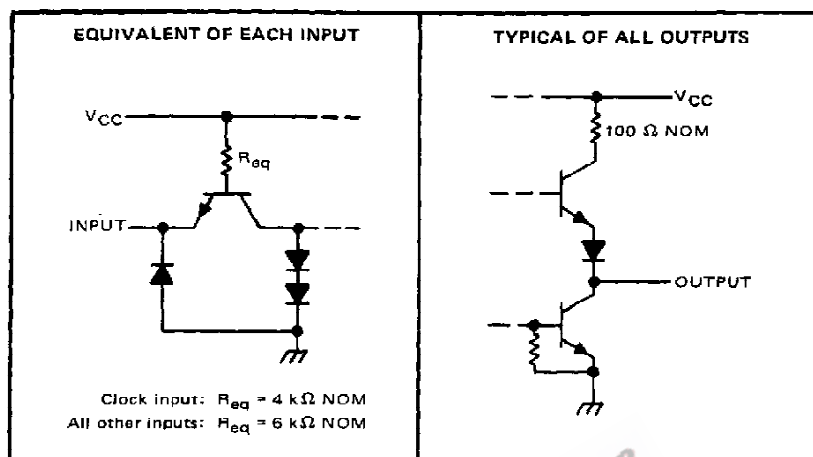 EQUIVALENT OF EACH INPUT
VCC
Req
INPUT
Clock input: Req = 4 kΩ NOM
All other inputs: Req = 6 kΩ NOM
TYPICAL OF ALL OUTPUTS
VCC
100 Ω NOM
OUTPUT